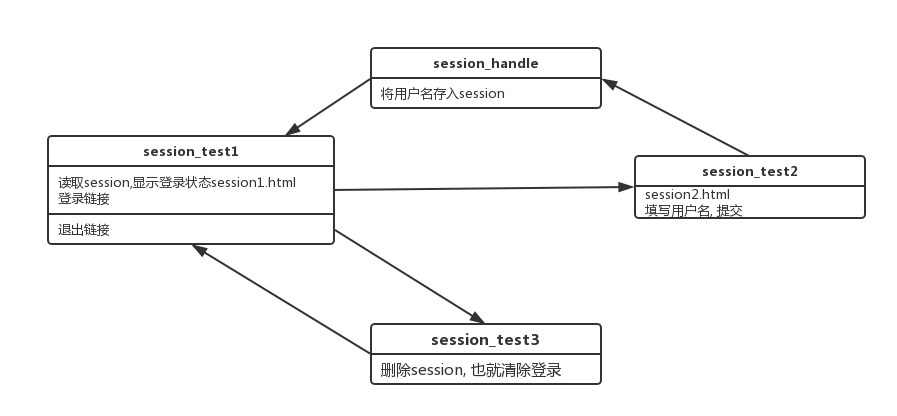 session_handle
将用户名存入session
session_test1
读取session,显示登录状态session1.html
登录链接
退出链接
session_test2
session2.html
填写用户名, 提交
session_test3
删除session, 也就清除登录